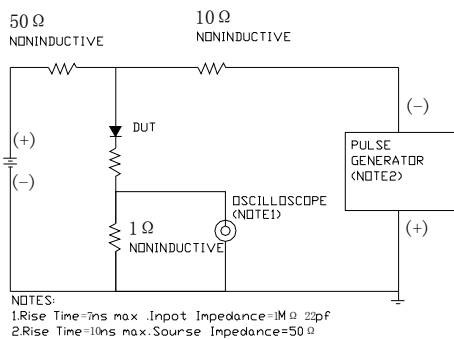 50 Ω
NONINDUCTIVE
10 Ω
NONINDUCTIVE
(+)
(-)
DUT
1 Ω
NONINDUCTIVE
OSCILLOSCOPE
(NOTE1)
(-)
PULSE
GENERATOR
(NOTE2)
(+)
NOTES:
1.Rise Time=7ns max .Inpot Impedance=1M Ω 22pf
2.Rise Time=10ns max.Sourse Impedance=50 Ω